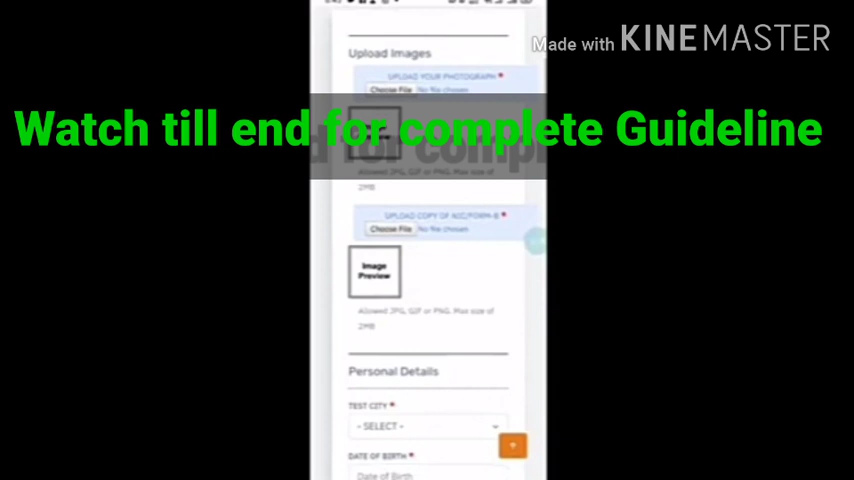 Upload Images
Made with KINEMASTER
UPLOAD YOUR PHOTOGRAPH *
Choose File No file chosen
Watch till end for complete Guideline
Allowed JPG, GIF or PNG. Max size of
2MB
UPLOAD COPY OF NIC/FORM-B *
Choose File No file chosen
Image
Preview
Allowed JPG, GIF or PNG. Max size of
2MB
Personal Details
TEST CITY *
- SELECT -
DATE OF BIRTH *
Date of Birth